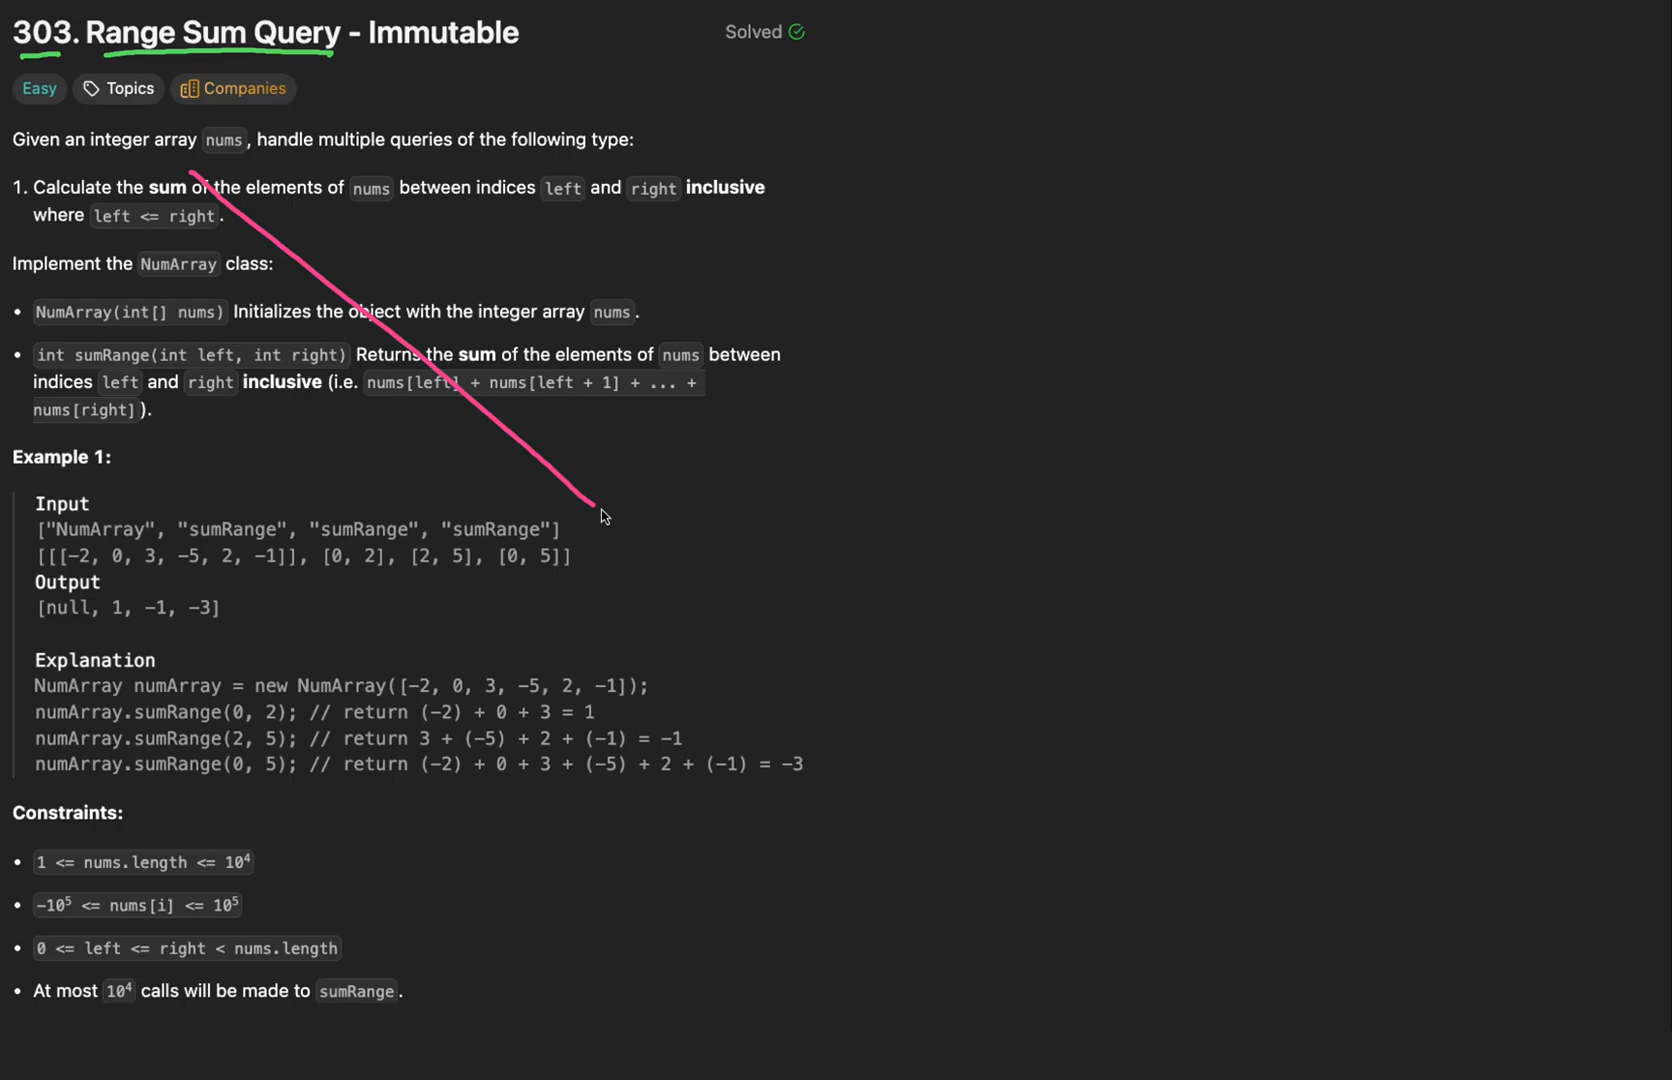 303. Range Sum Query - Immutable
Solved
Easy Topics Companies
Given an integer array nums, handle multiple queries of the following type:
1. Calculate the sum of the elements of nums between indices left and right inclusive
where left <= right.
Implement the NumArray class:
• NumArray(int[] nums) Initializes the object with the integer array nums.
• int sumRange(int left, int right) Returns the sum of the elements of nums between
indices left and right inclusive (i.e. nums[left] + nums[left + 1] + ... +
nums[right]).
Example 1:
Input
["NumArray", "sumRange", "sumRange", "sumRange"]
[[[−2, 0, 3, −5, 2, −1]], [0, 2], [2, 5], [0, 5]]
Output
[null, 1, −1, −3]
Explanation
NumArray numArray = new NumArray([−2, 0, 3, −5, 2, −1]);
numArray.sumRange(0, 2); // return (−2) + 0 + 3 = 1
numArray.sumRange(2, 5); // return 3 + (−5) + 2 + (−1) = −1
numArray.sumRange(0, 5); // return (−2) + 0 + 3 + (−5) + 2 + (−1) = −3
Constraints:
• 1 <= nums.length <= 10⁴
• −10⁵ <= nums[i] <= 10⁵
• 0 <= left <= right < nums.length
• At most 10⁴ calls will be made to sumRange.